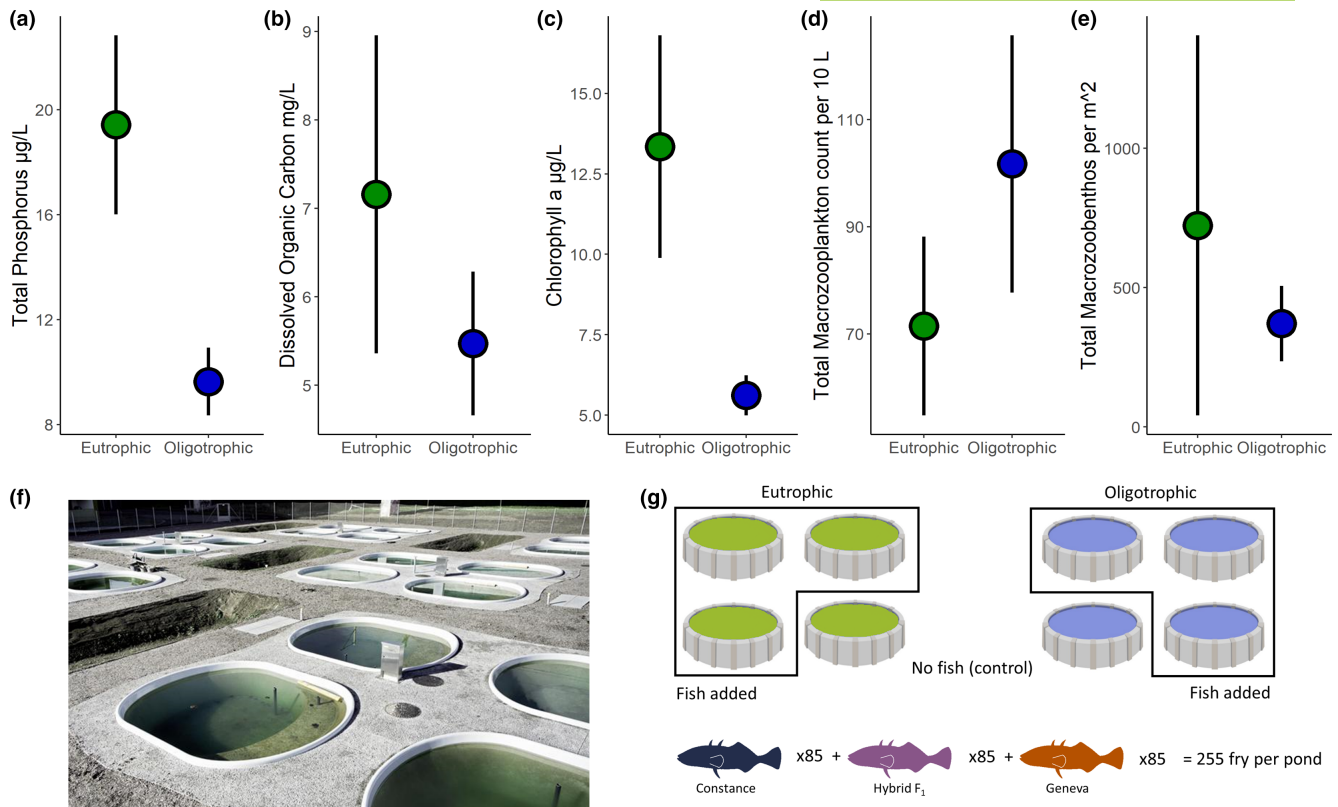 (a)
Total Phosphorus µg/L
20
16
12
8
Eutrophic Oligotrophic
(b)
Dissolved Organic Carbon mg/L
9
8
7
6
5
Eutrophic Oligotrophic
(c)
Chlorophyll a µg/L
15.0
12.5
10.0
7.5
5.0
Eutrophic Oligotrophic
(d)
Total Macrozooplankton count per 10 L
110
90
70
Eutrophic Oligotrophic
(e)
Total Macrozoobenthos per m^2
1000
500
0
Eutrophic Oligotrophic
(f)
(g)
Eutrophic
Oligotrophic
No fish (control)
Fish added
Fish added
x85 + x85 + x85 = 255 fry per pond
Constance Hybrid F₁ Geneva